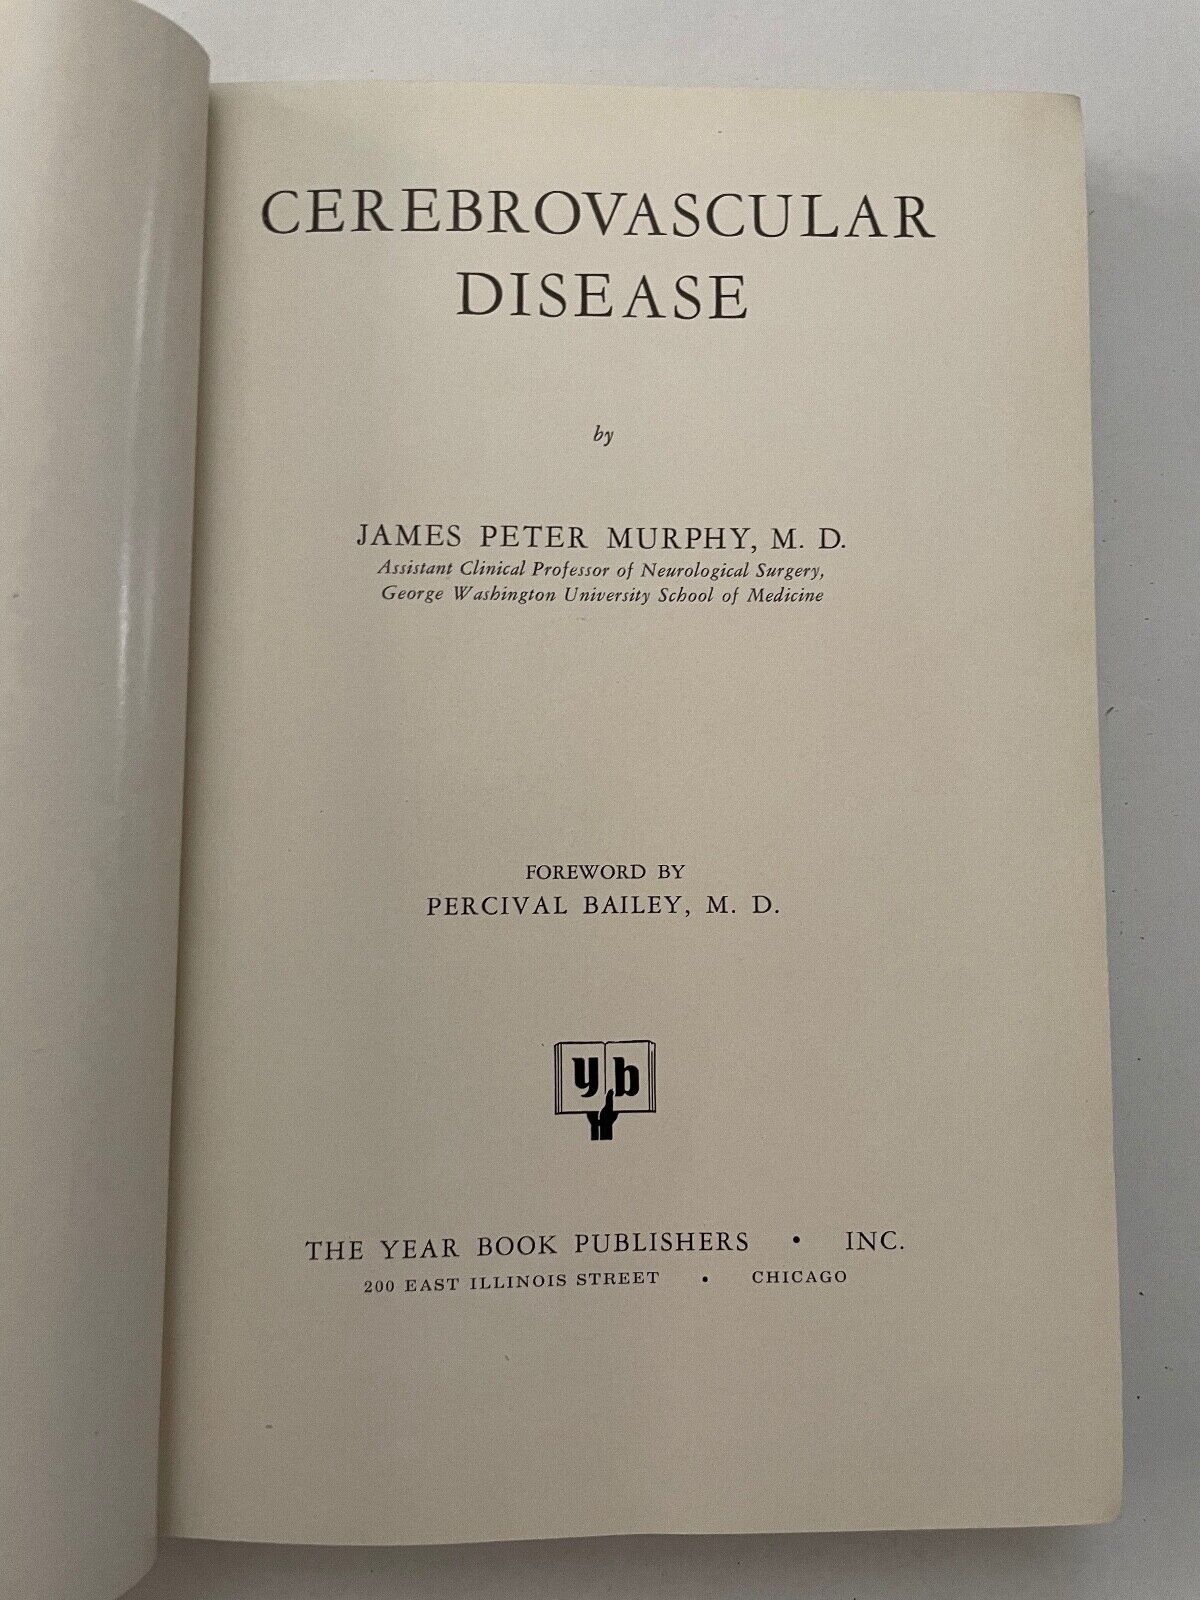 CEREBROVASCULAR
DISEASE
by
JAMES PETER MURPHY, M. D.
Assistant Clinical Professor of Neurological Surgery,
George Washington University School of Medicine
FOREWORD BY
PERCIVAL BAILEY, M. D.
yb
THE YEAR BOOK PUBLISHERS • INC.
200 EAST ILLINOIS STREET • CHICAGO